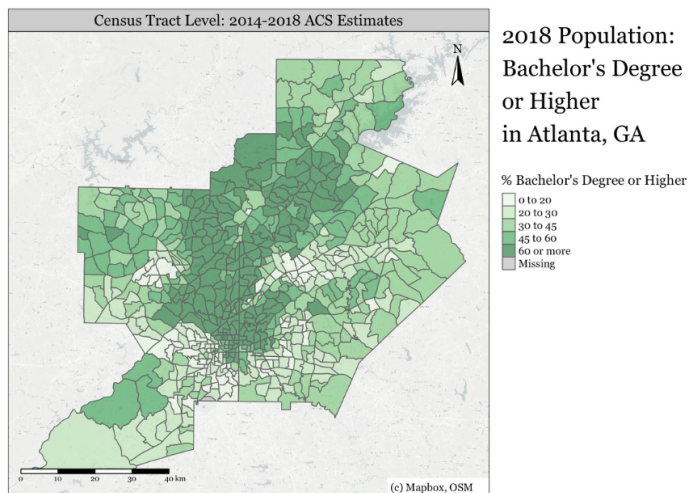 Census Tract Level: 2014-2018 ACS Estimates
N
2018 Population:
Bachelor's Degree
or Higher
in Atlanta, GA
% Bachelor's Degree or Higher
0 to 20
20 to 30
30 to 45
45 to 60
60 or more
Missing
0 10 20 30 40 km
(c) Mapbox, OSM